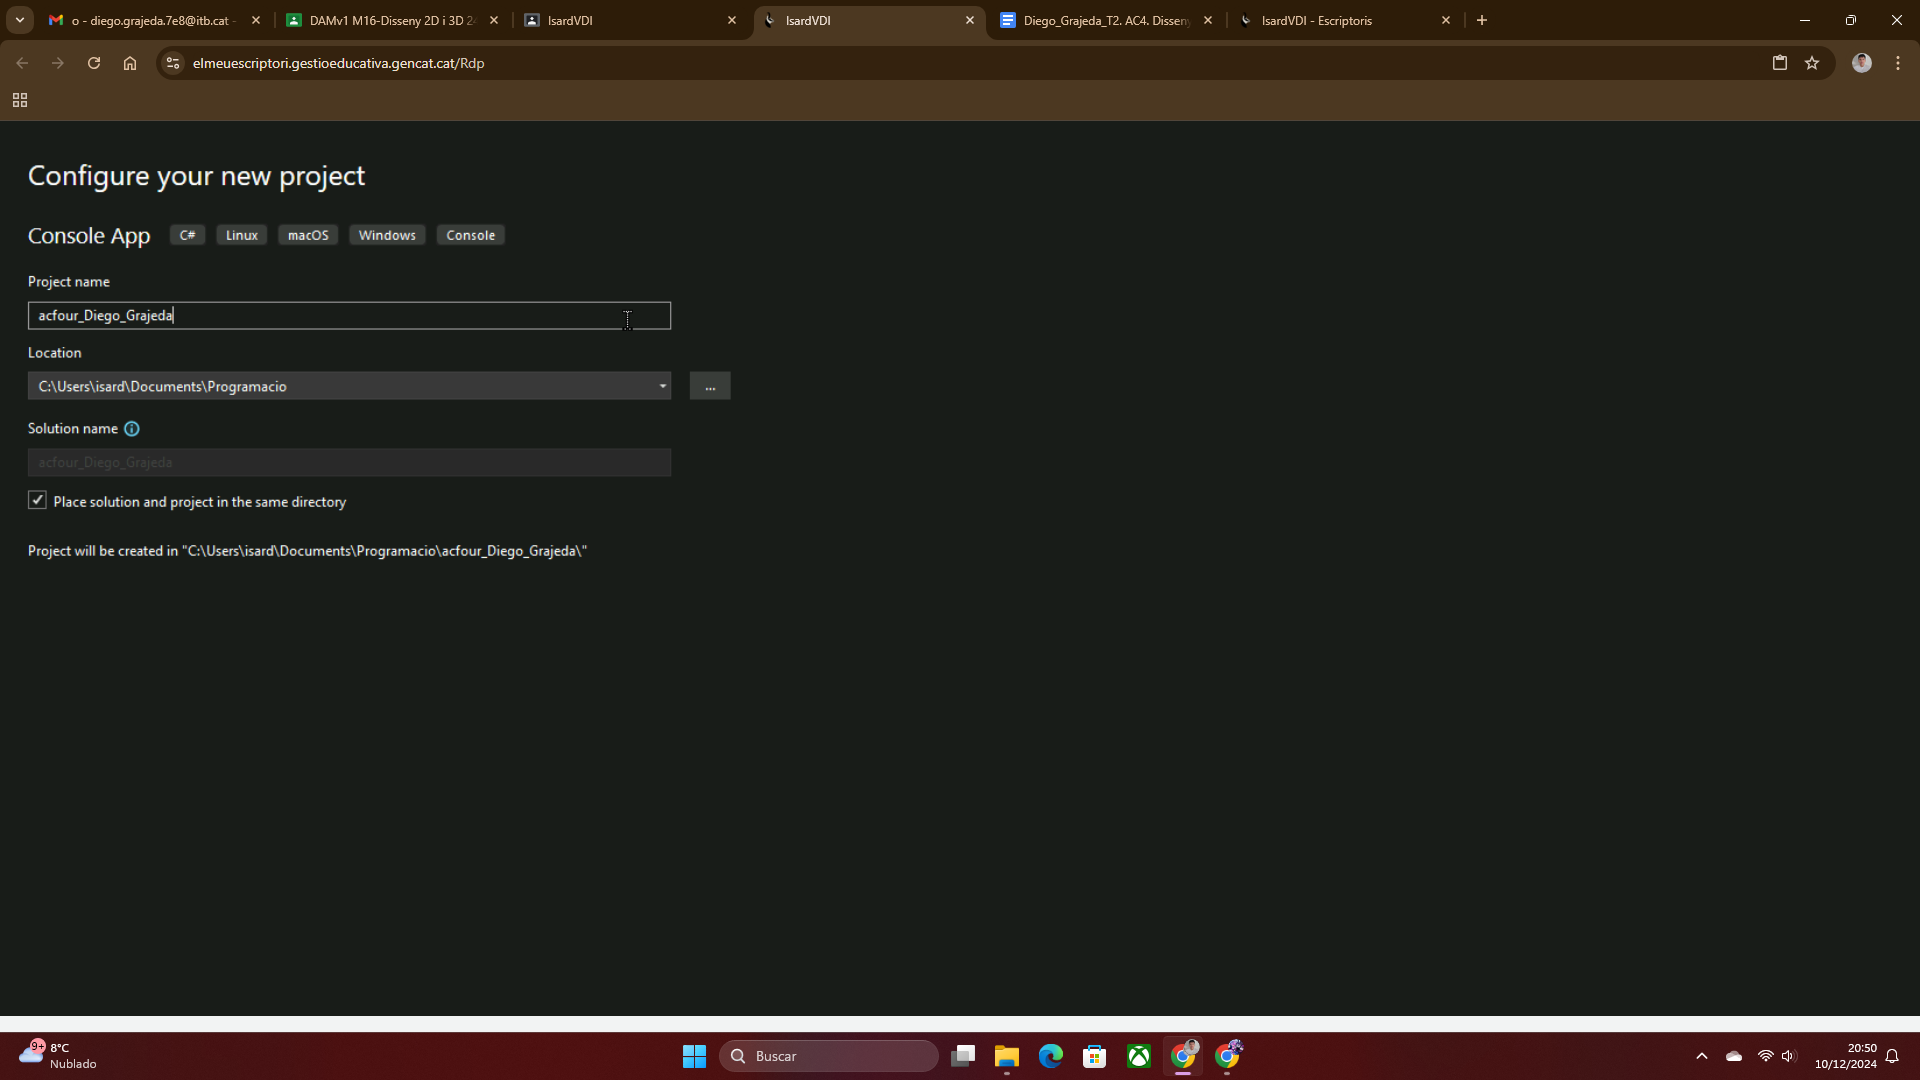 o - diego.grajeda.7e8@itb.cat -
DAMv1 M16-Disseny 2D i 3D 24
IsardVDI
IsardVDI
Diego_Grajeda_T2. AC4. Disseny
IsardVDI - Escriptoris
elmeuescriptori.gestioeducativa.gencat.cat/Rdp
Configure your new project
Console App C# Linux macOS Windows Console
Project name
acfour_Diego_Grajeda
Location
C:\Users\isard\Documents\Programacio
...
Solution name
acfour_Diego_Grajeda
Place solution and project in the same directory
Project will be created in "C:\Users\isard\Documents\Programacio\acfour_Diego_Grajeda\"
9+
8°C
Nublado
Buscar
20:50
10/12/2024